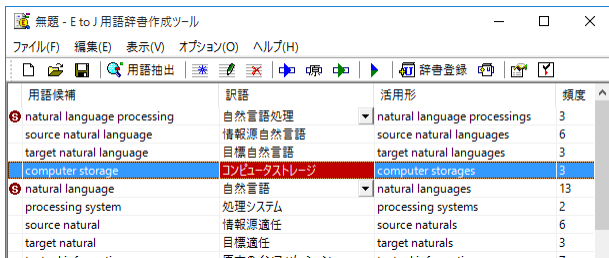 無題 - E to J 用語辞書作成ツール
ファイル(F) 編集(E) 表示(V) オプション(O) ヘルプ(H)
用語抽出 辞書登録
用語候補 訳語 活用形 頻度
natural language processing 自然言語処理 natural language processings 3
source natural language 情報源自然言語 source natural languages 6
target natural language 目標自然言語 target natural languages 3
computer storage コンピュータストレージ computer storages 3
natural language 自然言語 natural languages 13
processing system 処理システム processing systems 2
source natural 情報源適任 source naturals 6
target natural 目標適任 target naturals 3